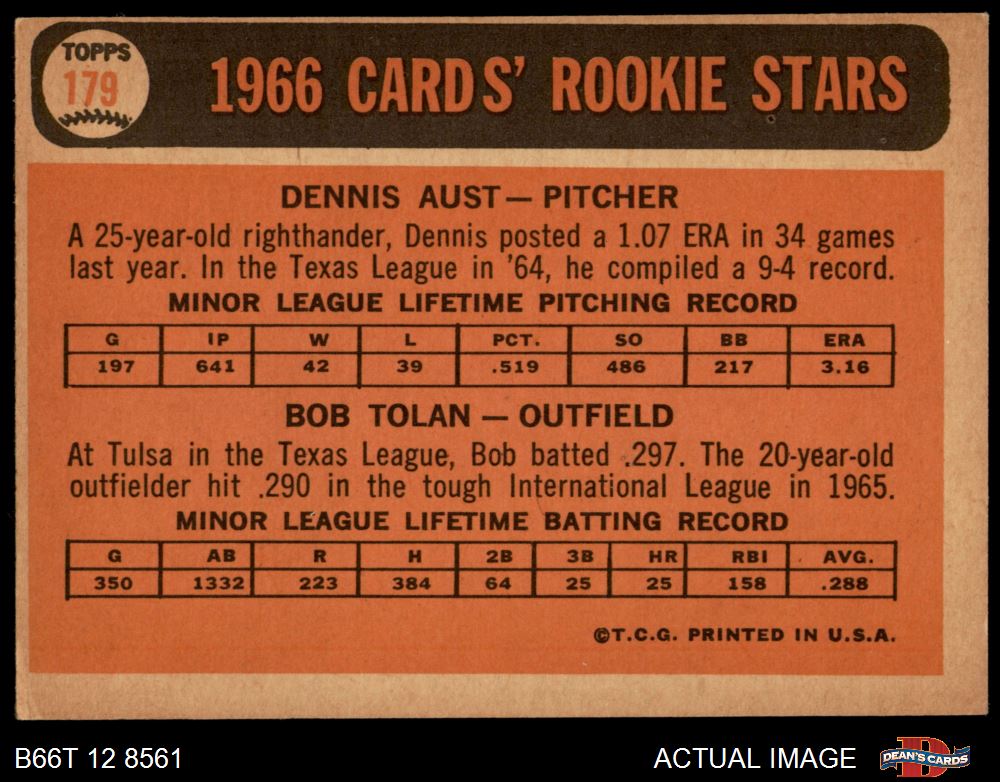 TOPPS
179
1966 CARDS' ROOKIE STARS
DENNIS AUST — PITCHER
A 25-year-old righthander, Dennis posted a 1.07 ERA in 34 games
last year. In the Texas League in '64, he compiled a 9-4 record.
MINOR LEAGUE LIFETIME PITCHING RECORD
G IP W L PCT. SO BB ERA
197 641 42 39 .519 486 217 3.16
BOB TOLAN — OUTFIELD
At Tulsa in the Texas League, Bob batted .297. The 20-year-old
outfielder hit .290 in the tough International League in 1965.
MINOR LEAGUE LIFETIME BATTING RECORD
G AB R H 2B 3B HR RBI AVG.
350 1332 223 384 64 25 25 158 .288
©T.C.G. PRINTED IN U.S.A.
B66T 12 8561 ACTUAL IMAGE DEAN'S CARDS